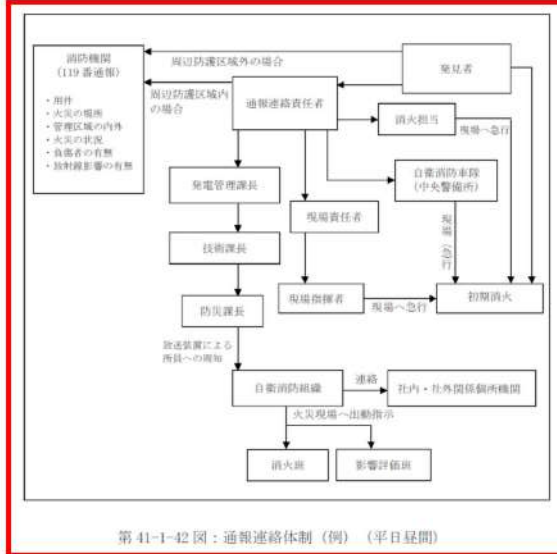 消防機関
(119 番通報)
・用件
・火災の場所
・管理区域の内外
・火災の状況
・負傷者の有無
・放射線影響の有無
周辺防護区域外の場合
発見者
周辺防護区域内
の場合
通報連絡責任者
消火担当
現場へ急行
発電管理課長
自衛消防車隊
(中央警備所)
現場責任者
技術課長
現場
行
防災課長
現場指揮者
現場へ急行
初期消火
放送装置による
所員への周知
自衛消防組織
連絡
社内・社外関係個所機関
火災現場へ出動指示
消火班
影響評価班
第 41-1-42 図：通報連絡体制（例）（平日昼間）